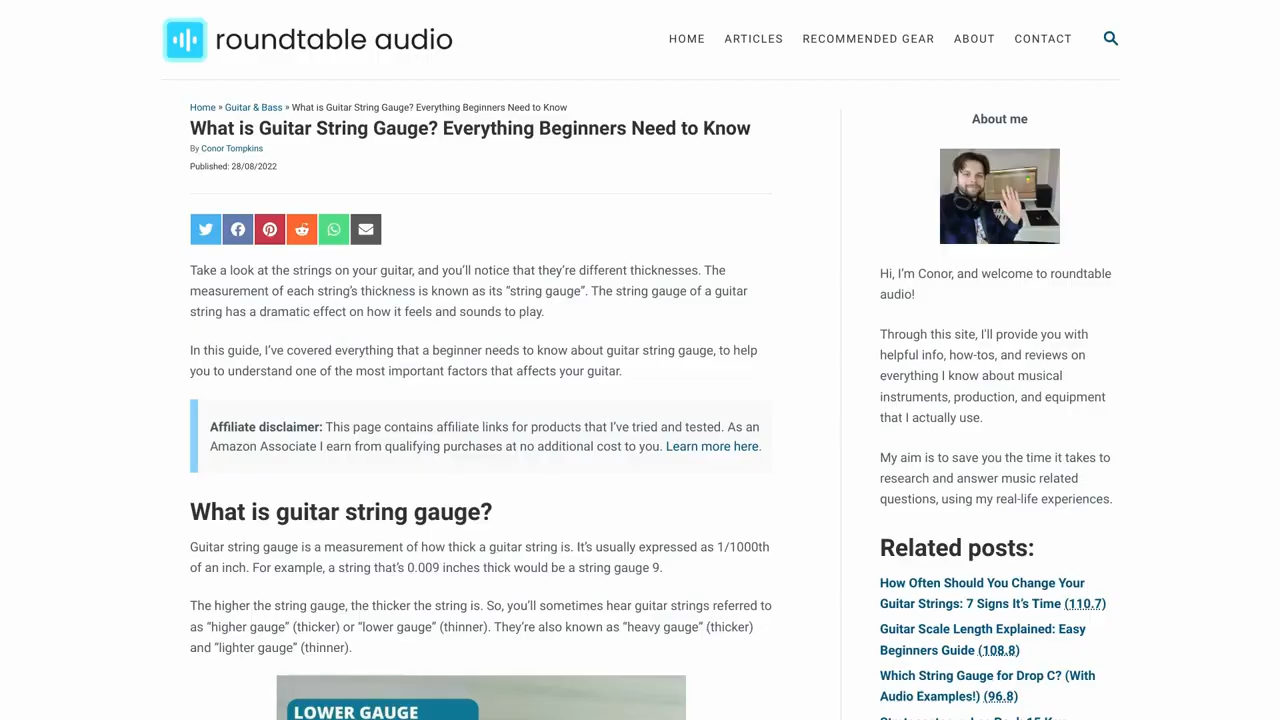 roundtable audio
HOME ARTICLES RECOMMENDED GEAR ABOUT CONTACT
Home » Guitar & Bass » What is Guitar String Gauge? Everything Beginners Need to Know
What is Guitar String Gauge? Everything Beginners Need to Know
By Conor Tompkins
Published: 28/08/2022
Take a look at the strings on your guitar, and you’ll notice that they’re different thicknesses. The
measurement of each string’s thickness is known as its “string gauge”. The string gauge of a guitar
string has a dramatic effect on how it feels and sounds to play.
In this guide, I’ve covered everything that a beginner needs to know about guitar string gauge, to help
you to understand one of the most important factors that affects your guitar.
Affiliate disclaimer: This page contains affiliate links for products that I’ve tried and tested. As an
Amazon Associate I earn from qualifying purchases at no additional cost to you. Learn more here.
What is guitar string gauge?
Guitar string gauge is a measurement of how thick a guitar string is. It’s usually expressed as 1/1000th
of an inch. For example, a string that’s 0.009 inches thick would be a string gauge 9.
The higher the string gauge, the thicker the string is. So, you’ll sometimes hear guitar strings referred to
as “higher gauge” (thicker) or “lower gauge” (thinner). They’re also known as “heavy gauge” (thicker)
and “lighter gauge” (thinner).
LOWER GAUGE
About me
Hi, I’m Conor, and welcome to roundtable
audio!
Through this site, I'll provide you with
helpful info, how-tos, and reviews on
everything I know about musical
instruments, production, and equipment
that I actually use.
My aim is to save you the time it takes to
research and answer music related
questions, using my real-life experiences.
Related posts:
How Often Should You Change Your
Guitar Strings: 7 Signs It’s Time (110.7)
Guitar Scale Length Explained: Easy
Beginners Guide (108.8)
Which String Gauge for Drop C? (With
Audio Examples!) (96.8)